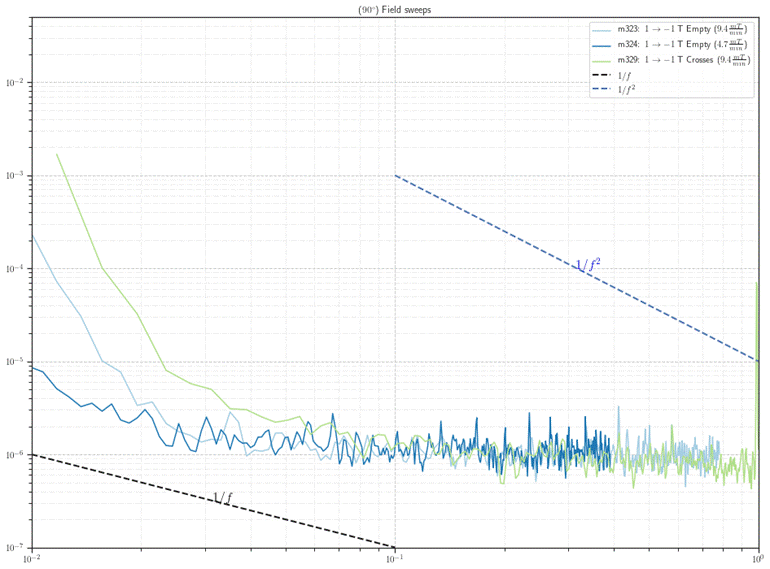 (90°) Field sweeps
m323: 1 → −1 T Empty (9.4 mT/min)
m324: 1 → −1 T Empty (4.7 mT/min)
m329: 1 → −1 T Crosses (9.4 mT/min)
1/f
1/f²
10⁻²
10⁻³
10⁻⁴
1/f²
10⁻⁵
10⁻⁶
1/f
10⁻⁷
10⁻² 10⁻¹ 10⁰